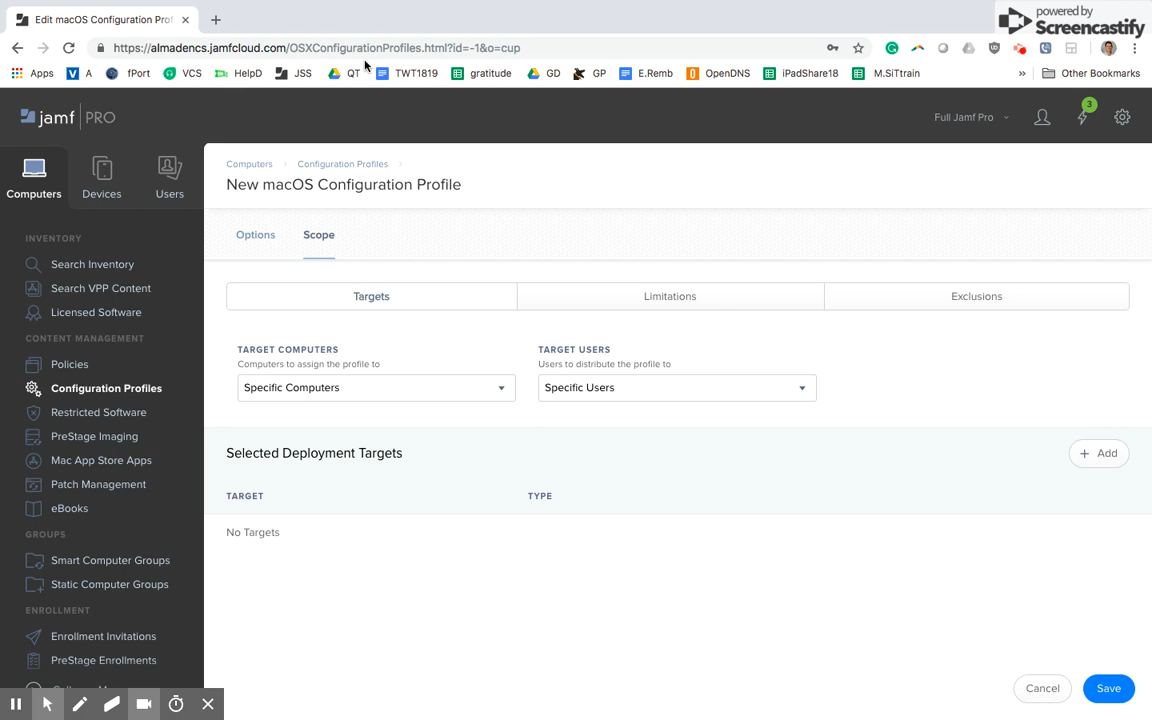 Edit macOS Configuration Prof
powered by
Screencastify
https://almadencs.jamfcloud.com/OSXConfigurationProfiles.html?id=-1&o=cup
Apps
A
fPort
VCS
HelpD
JSS
QT
TWT1819
gratitude
GD
GP
E.Remb
OpenDNS
iPadShare18
M.SiTtrain
»
Other Bookmarks
jamf PRO
Full Jamf Pro
3
Computers
Devices
Users
Computers
Configuration Profiles
New macOS Configuration Profile
Options
Scope
INVENTORY
Search Inventory
Search VPP Content
Licensed Software
CONTENT MANAGEMENT
Policies
Configuration Profiles
Restricted Software
PreStage Imaging
Mac App Store Apps
Patch Management
eBooks
GROUPS
Smart Computer Groups
Static Computer Groups
ENROLLMENT
Enrollment Invitations
PreStage Enrollments
Targets
Limitations
Exclusions
TARGET COMPUTERS
Computers to assign the profile to
Specific Computers
TARGET USERS
Users to distribute the profile to
Specific Users
Selected Deployment Targets
+ Add
TARGET
TYPE
No Targets
Cancel
Save